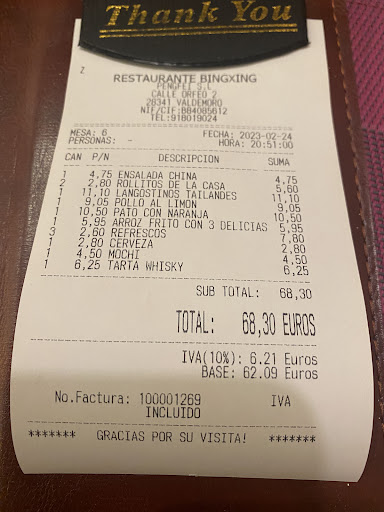 Thank You
2
RESTAURANTE BINGXING
PENGFEI S.L
CALLE ORFEO 2
28341 VALDEMORO
NIF/CIF:B84085612
TEL:918019024
MESA: 6 FECHA: 2023-02-24
PERSONAS: - HORA: 20:51:00
CAN P/N DESCRIPCIÓN SUMA
1 4,75 ENSALADA CHINA 4,75
2 2,80 ROLLITOS DE LA CASA 5,60
1 11,10 LANGOSTINOS TAILANDES 11,10
1 9,05 POLLO AL LIMON 9,05
1 10,50 PATO CON NARANJA 10,50
1 5,95 ARROZ FRITO CON 3 DELICIAS 5,95
3 2,60 REFRESCOS 7,80
1 2,80 CERVEZA 2,80
1 4,50 MOCHI 4,50
1 6,25 TARTA WHISKY 6,25
SUB TOTAL: 68,30
TOTAL: 68,30 EUROS
IVA(10%): 6.21 Euros
BASE: 62.09 Euros
No.Factura: 100001269 IVA
INCLUIDO
******* GRACIAS POR SU VISITA! *******